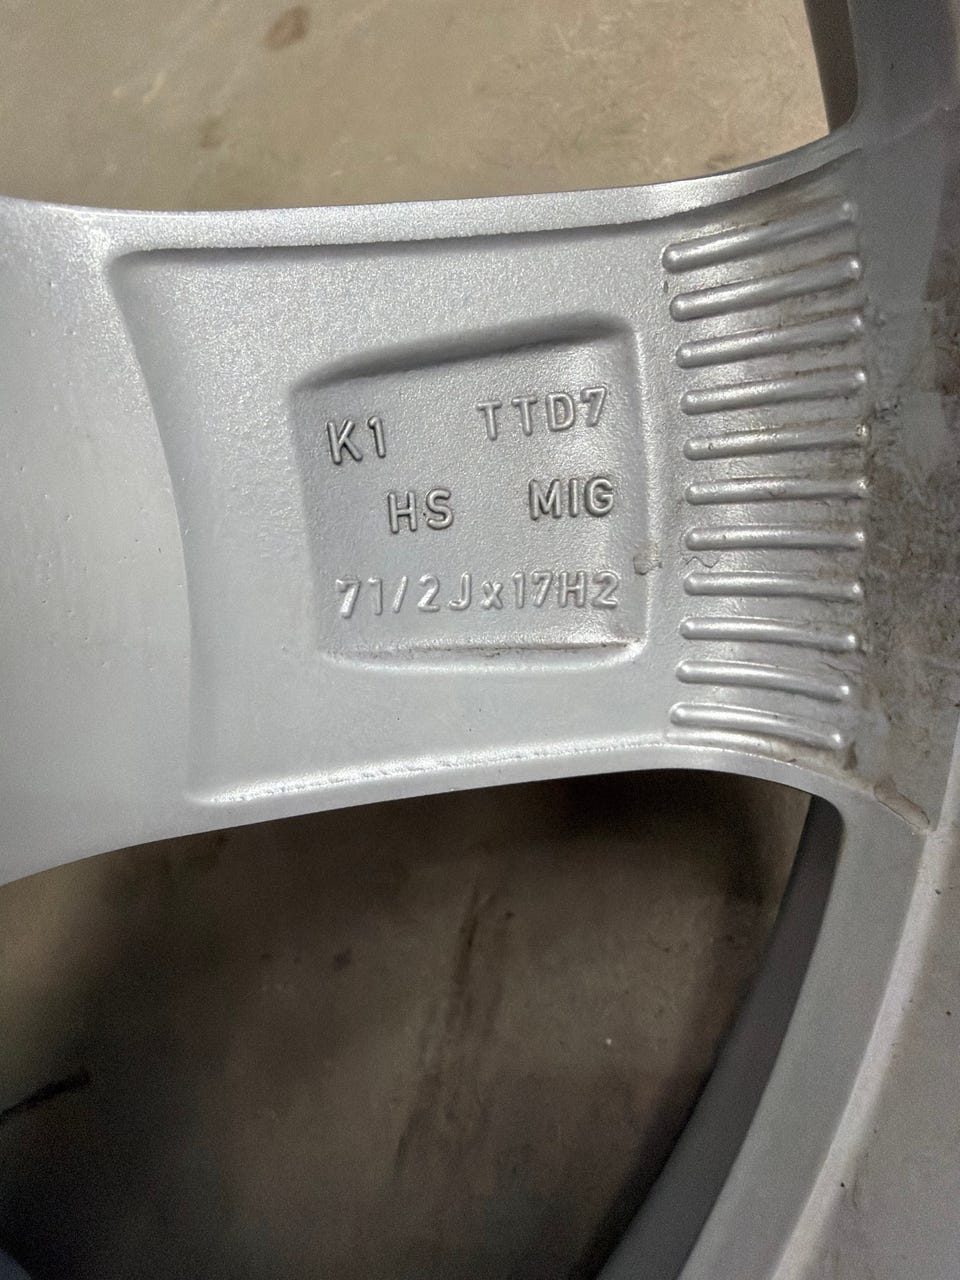 K1 TTD7
HS MIG
71/2Jx17H2